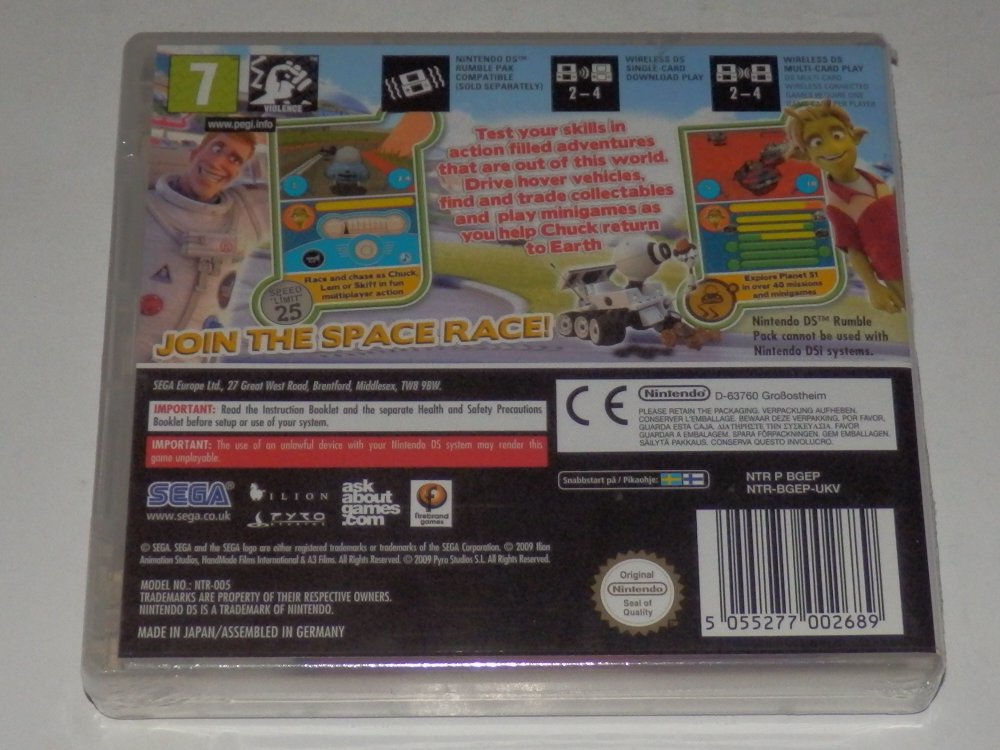 7
VIOLENCE
www.pegi.info
NINTENDO DS™
RUMBLE PAK
COMPATIBLE
(SOLD SEPARATELY)
2–4
WIRELESS DS
SINGLE-CARD
DOWNLOAD PLAY
2–4
WIRELESS DS
MULTI-CARD PLAY
DS MULTI-CARD
WIRELESS CONNECTED
GAMES REQUIRE ONE
GAME CARD PER PLAYER
Test your skills in
action filled adventures
that are out of this world.
Drive hover vehicles,
find and trade collectables
and play minigames as
you help Chuck return
to Earth
Race and chase as Chuck,
Lem or Skiff in fun
multiplayer action
SPEED
"LIMIT"
25
Explore Planet 51
in over 40 missions
and minigames
JOIN THE SPACE RACE!
Nintendo DS™ Rumble
Pack cannot be used with
Nintendo DSi systems.
SEGA Europe Ltd., 27 Great West Road, Brentford, Middlesex, TW8 9BW.
IMPORTANT: Read the Instruction Booklet and the separate Health and Safety Precautions
Booklet before setup or use of your system.
IMPORTANT: The use of an unlawful device with your Nintendo DS system may render this
game unplayable.
CE
Nintendo
D-63760 Großostheim
PLEASE RETAIN THE PACKAGING. VERPACKUNG AUFHEBEN.
CONSERVER L'EMBALLAGE. BEWAAR DEZE VERPAKKING. POR FAVOR,
GUARDA ESTA CAJA. ΔΙΑΤΗΡΗΣΤΕ ΤΗΝ ΣΥΣΚΕΥΑΣΙΑ. FAVOR
GUARDAR A EMBALAGEM. SPARA FÖRPACKNINGEN. GEM EMBALLAGEN.
SÄILYTÄ PAKKAUS. CONSERVA QUESTO INVOLUCRO.
Snabbstart på / Pikaohje:
NTR P BGEP
NTR-BGEP-UKV
SEGA®
www.sega.co.uk
ILION
PYRO
STUDIOS
ask
about
games
.com
firebrand
games
© SEGA. SEGA and the SEGA logo are either registered trademarks or trademarks of the SEGA Corporation. © 2009 Ilion
Animation Studios, HandMade Films International & A3 Films. All Rights Reserved. © 2009 Pyro Studios S.L. All Rights Reserved.
MODEL NO.: NTR-005
TRADEMARKS ARE PROPERTY OF THEIR RESPECTIVE OWNERS.
NINTENDO DS IS A TRADEMARK OF NINTENDO.
MADE IN JAPAN/ASSEMBLED IN GERMANY
Original
Nintendo
Seal of
Quality
5 055277 002689